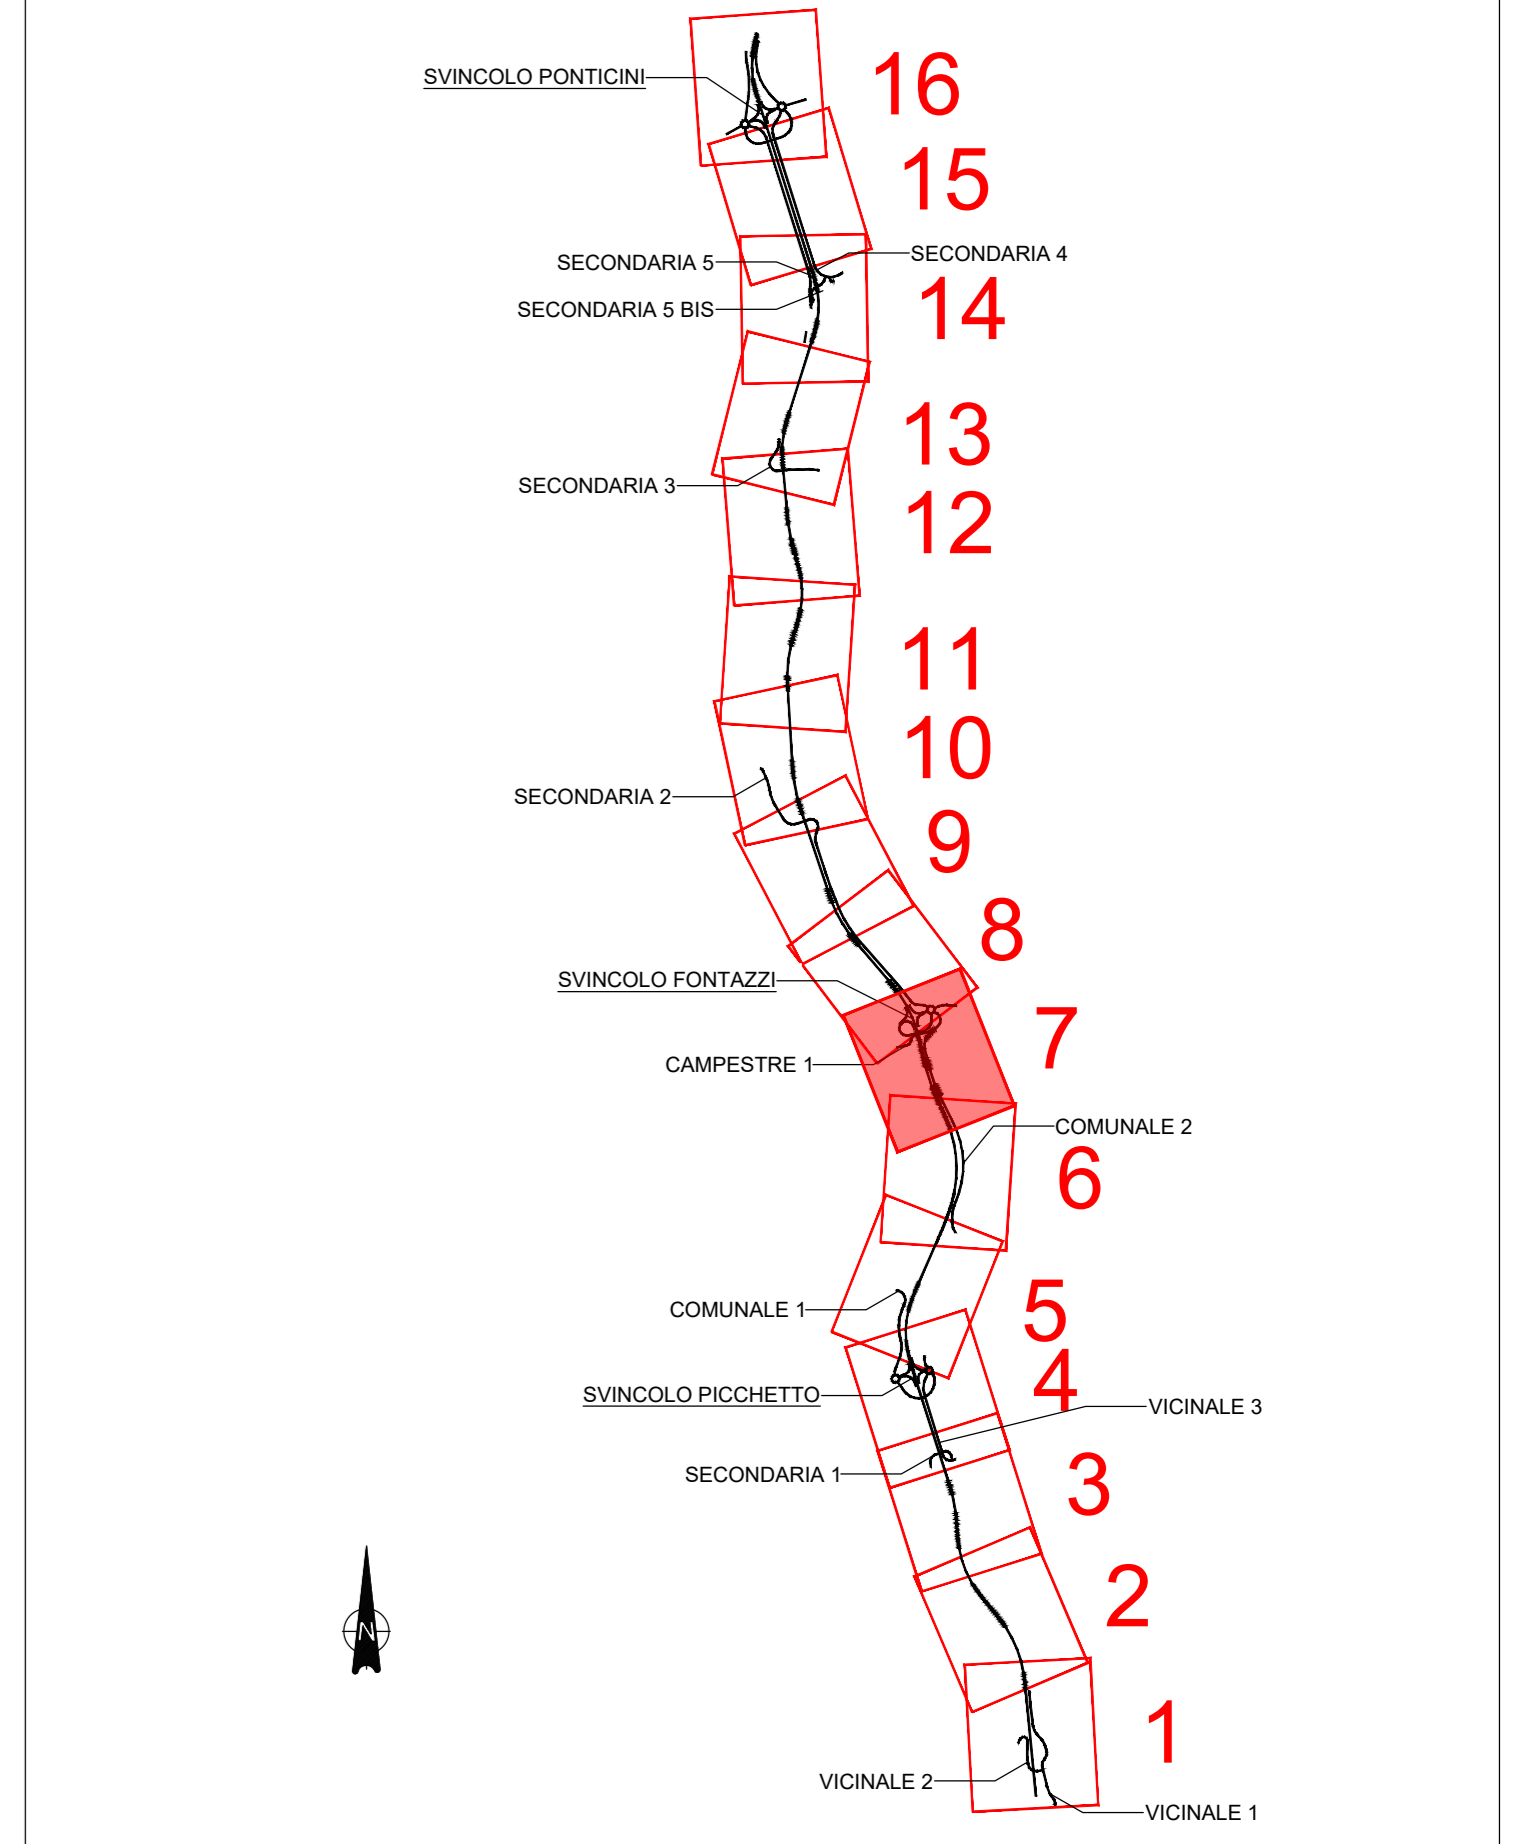 16
SVINCOLO PONTICINI
15
SECONDARIA 4
SECONDARIA 5
14
SECONDARIA 5 BIS
13
SECONDARIA 3
12
11
10
SECONDARIA 2
9
8
SVINCOLO FONTAZZI
7
CAMPESTRE 1
COMUNALE 2
6
COMUNALE 1
5
4
SVINCOLO PICCHETTO
VICINALE 3
SECONDARIA 1
3
2
N
1
VICINALE 2
VICINALE 1